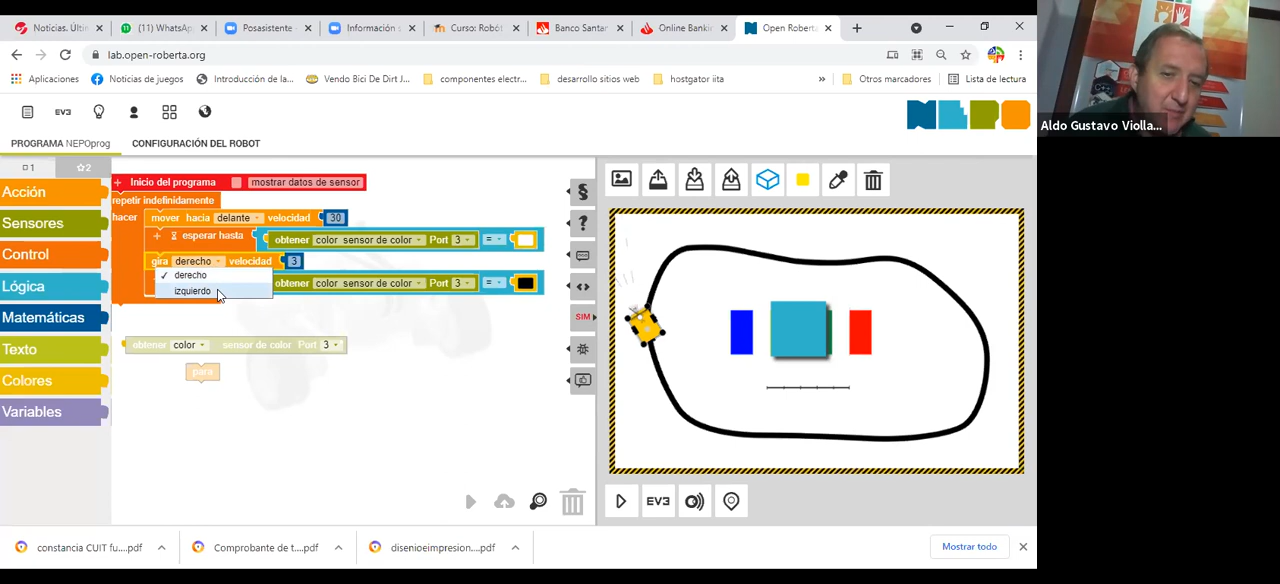 Noticias. Últi
(11) WhatsAp
Posasistente -
Información s
Curso: Robót
Banco Santar
Online Bankin
Open Roberta
lab.open-roberta.org
Aplicaciones
Noticias de juegos
Introducción de la...
Vendo Bici De Dirt J...
componentes electr...
desarrollo sitios web
hostgator iita
»
Otros marcadores
Lista de lectura
Aldo Gustavo Violla...
EV3
PROGRAMA NEPOprog
CONFIGURACIÓN DEL ROBOT
1
2
Acción
Sensores
Control
Lógica
Matemáticas
Texto
Colores
Variables
+ Inicio del programa mostrar datos de sensor
repetir indefinidamente
hacer mover hacia delante velocidad 30
+ esperar hasta obtener color sensor de color Port 3 =
gira derecho velocidad 3
✓ derecho
izquierdo
obtener color sensor de color Port 3 =
obtener color sensor de color Port 3
para
SIM
EV3
constancia CUIT fu....pdf
Comprobante de t....pdf
disenioeimpresion....pdf
Mostrar todo